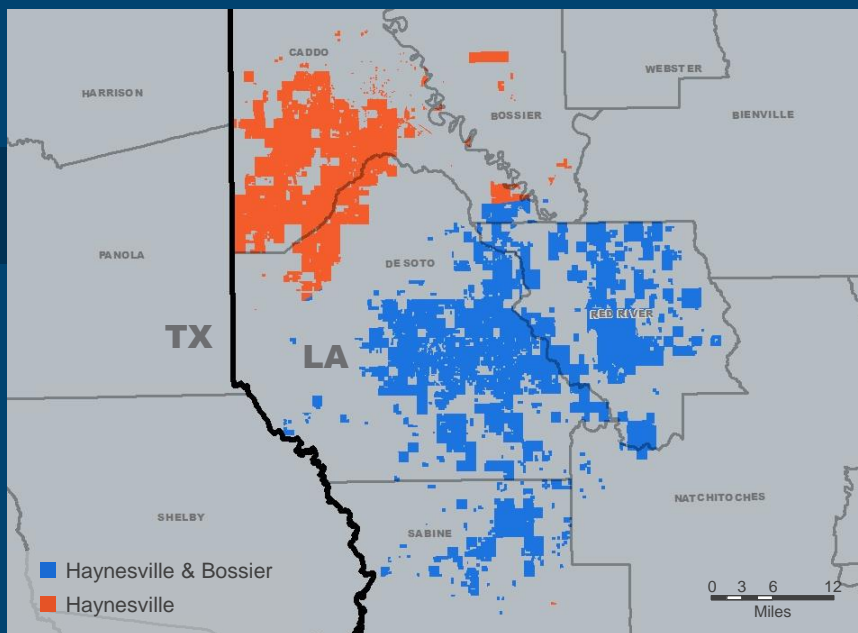 CADDO
WEBSTER
HARRISON
BOSSIER
BIENVILLE
PANOLA
DE SOTO
RED RIVER
TX
LA
NATCHITOCHES
SHELBY
SABINE
Haynesville & Bossier
Haynesville
0 3 6 12
Miles